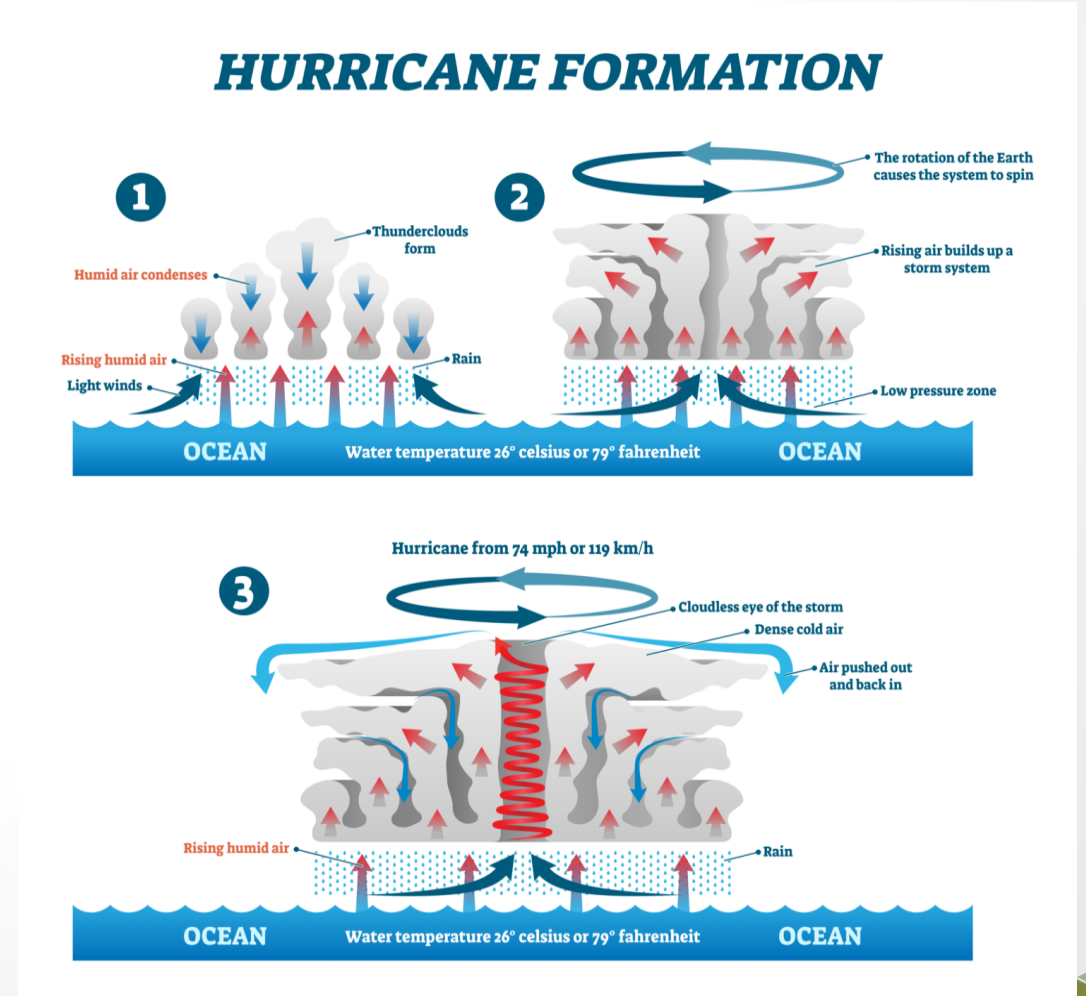 HURRICANE FORMATION
1
Thunderclouds
form
Humid air condenses
Rising humid air
Light winds
Rain
OCEAN
Water temperature 26° celsius or 79° fahrenheit
2
The rotation of the Earth
causes the system to spin
Rising air builds up a
storm system
Low pressure zone
OCEAN
Hurricane from 74 mph or 119 km/h
3
Cloudless eye of the storm
Dense cold air
Air pushed out
and back in
Rising humid air
Rain
OCEAN
Water temperature 26° celsius or 79° fahrenheit
OCEAN